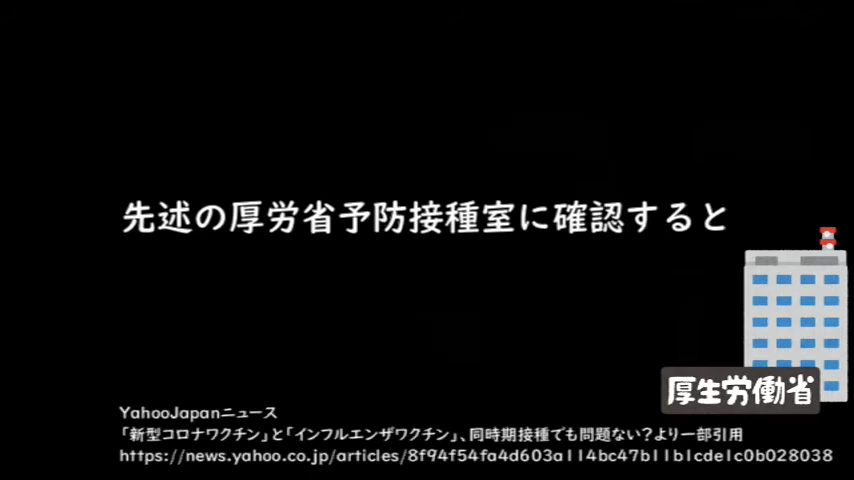 先述の厚労省予防接種室に確認すると
厚生労働省
YahooJapanニュース
「新型コロナワクチン」と「インフルエンザワクチン」、同時期接種でも問題ない？より一部引用
https://news.yahoo.co.jp/articles/8f94f54fa4d603a114bc47b11b1cde1c0b028038